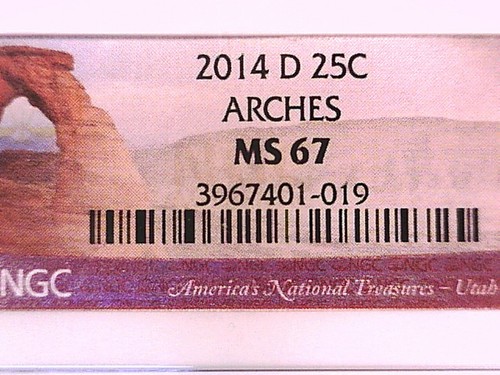 2014 D 25C
ARCHES
MS 67
3967401-019
NGC America's National Treasures – Utah